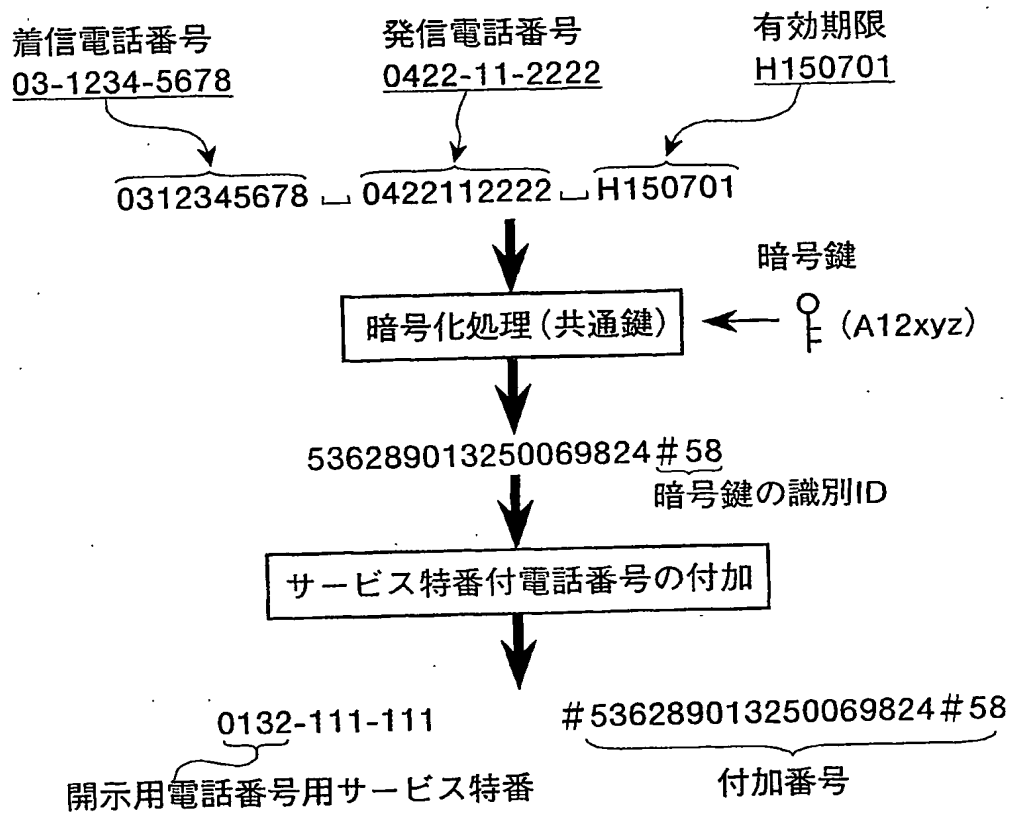 着信電話番号 発信電話番号 有効期限
03-1234-5678 0422-11-2222 H150701
0312345678 ␣ 0422112222 ␣ H150701
暗号鍵
暗号化処理(共通鍵) (A12xyz)
536289013250069824#58
暗号鍵の識別ID
サービス特番付電話番号の付加
0132-111-111 #536289013250069824#58
開示用電話番号用サービス特番 付加番号